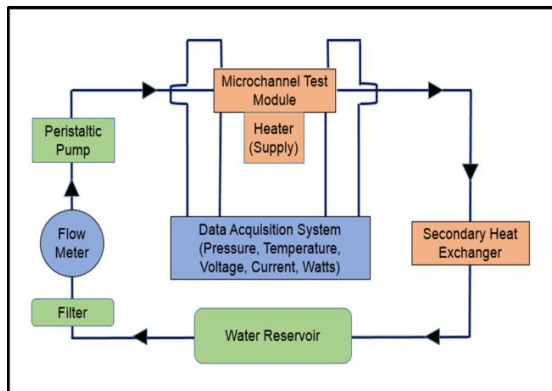 Microchannel Test
Module
Heater
(Supply)
Peristaltic
Pump
Flow
Meter
Data Acquisition System
(Pressure, Temperature,
Voltage, Current, Watts)
Secondary Heat
Exchanger
Filter
Water Reservoir